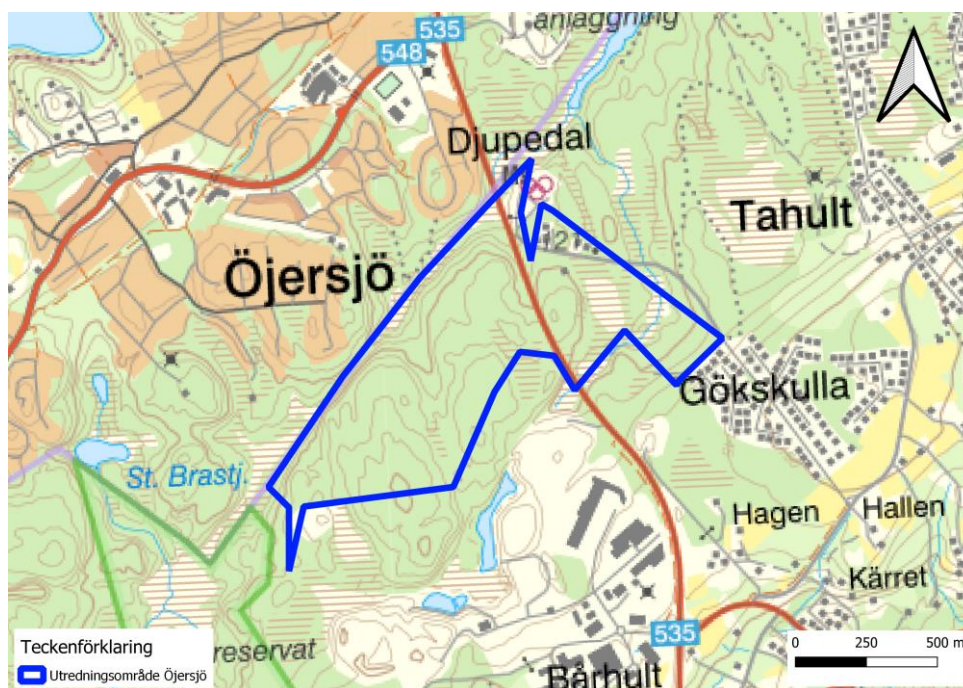 anläggning
535
548
Djupedal
Tahult
12
Öjersjö
Gökskulla
St. Brastj.
Hagen
Hallen
Kärret
535
reservat
Bårhult
Teckenförklaring
Utredningsområde Öjersjö
0 250 500 m